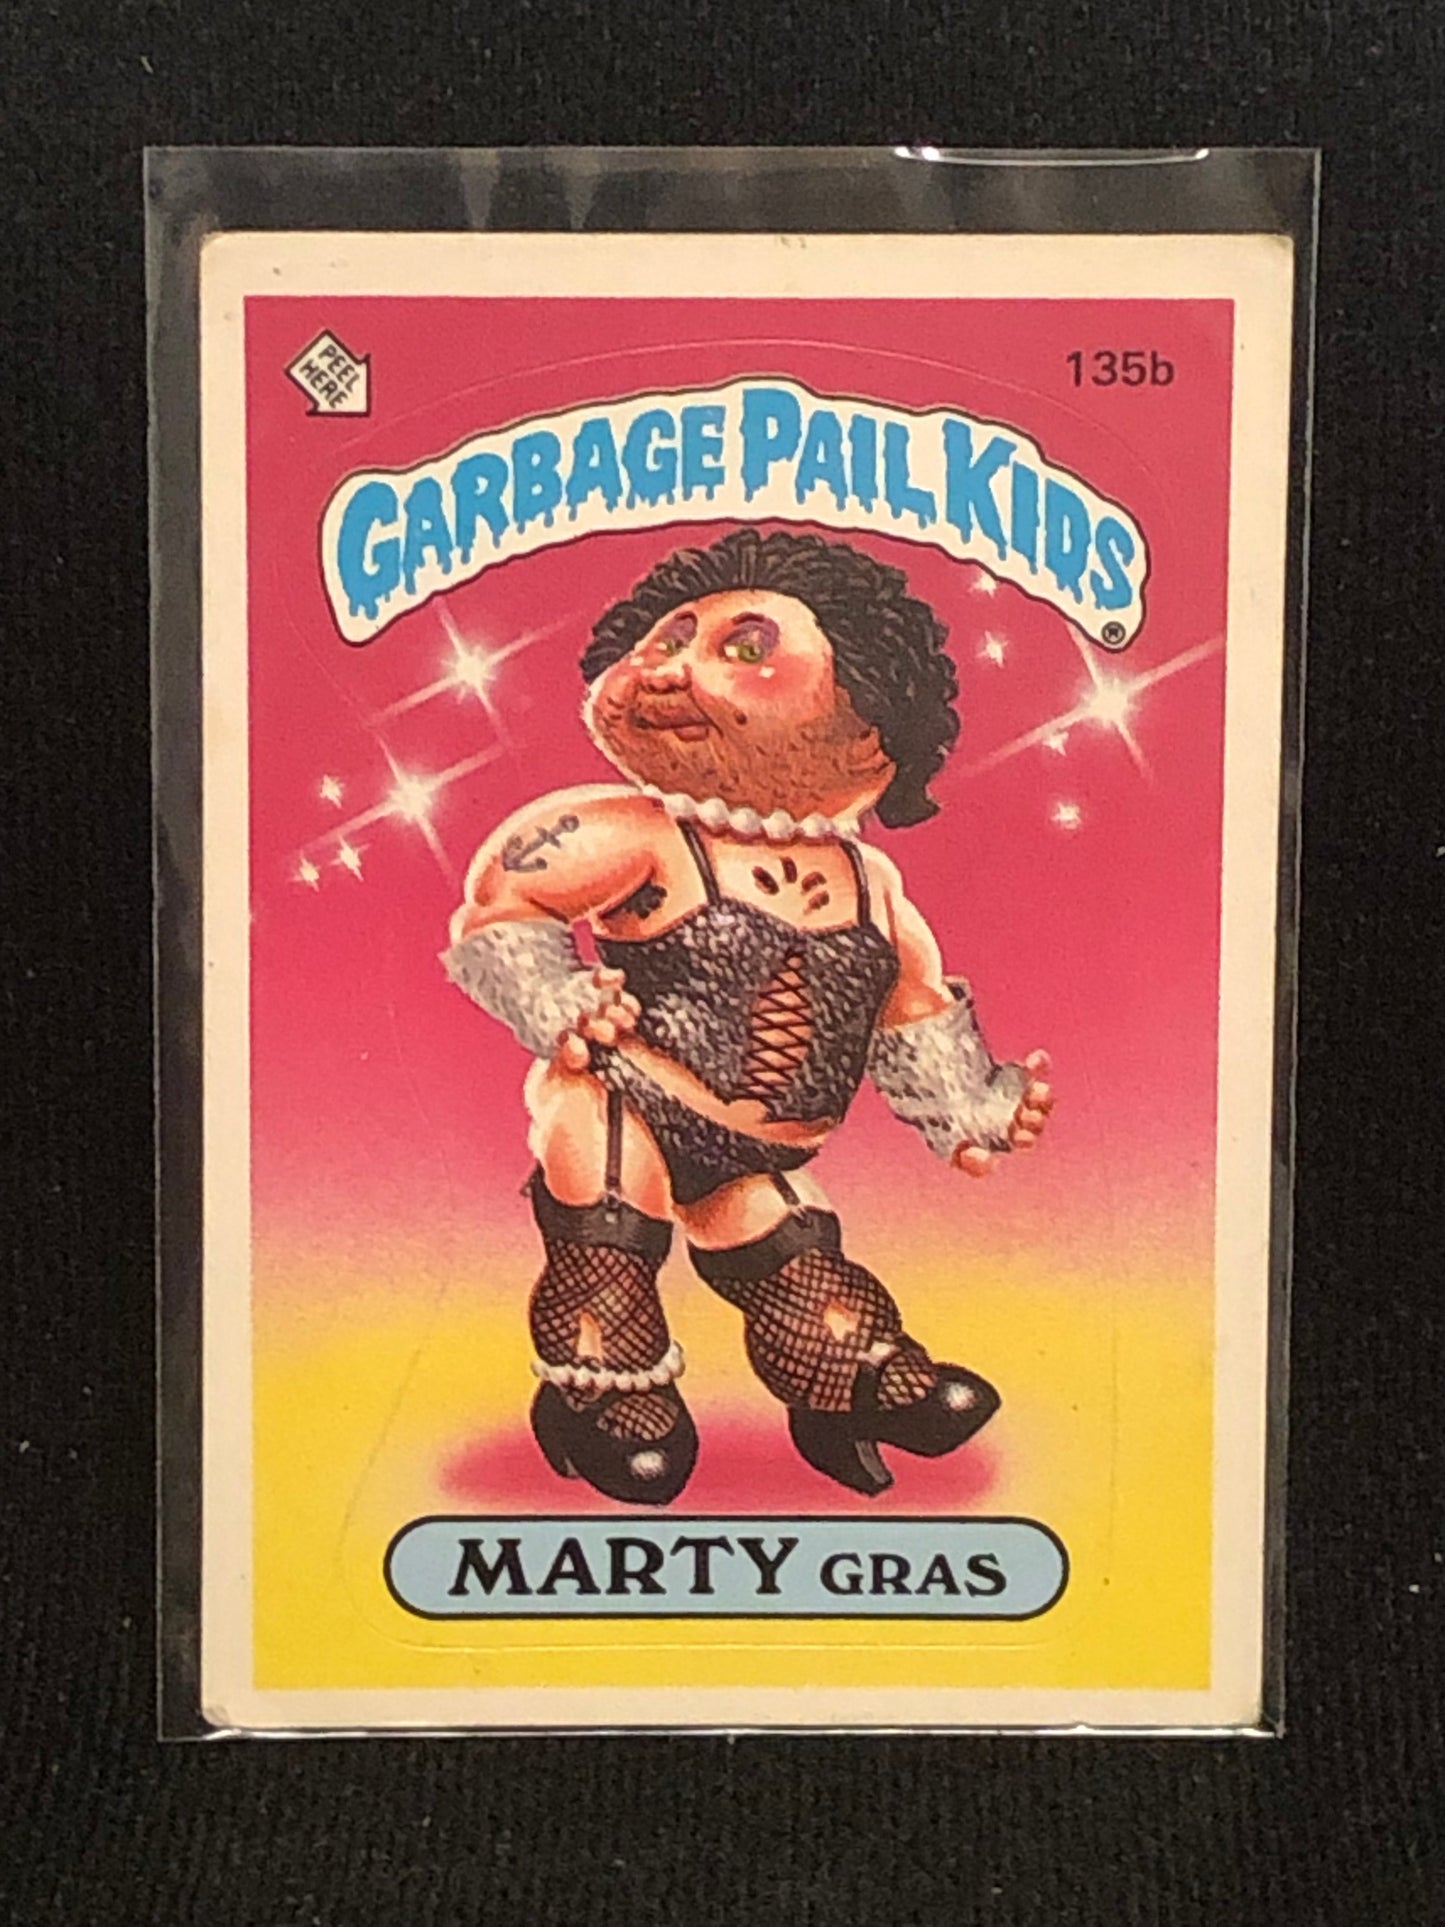 PEEL
HERE
135b
GARBAGE PAIL KIDS
®
MARTY GRAS